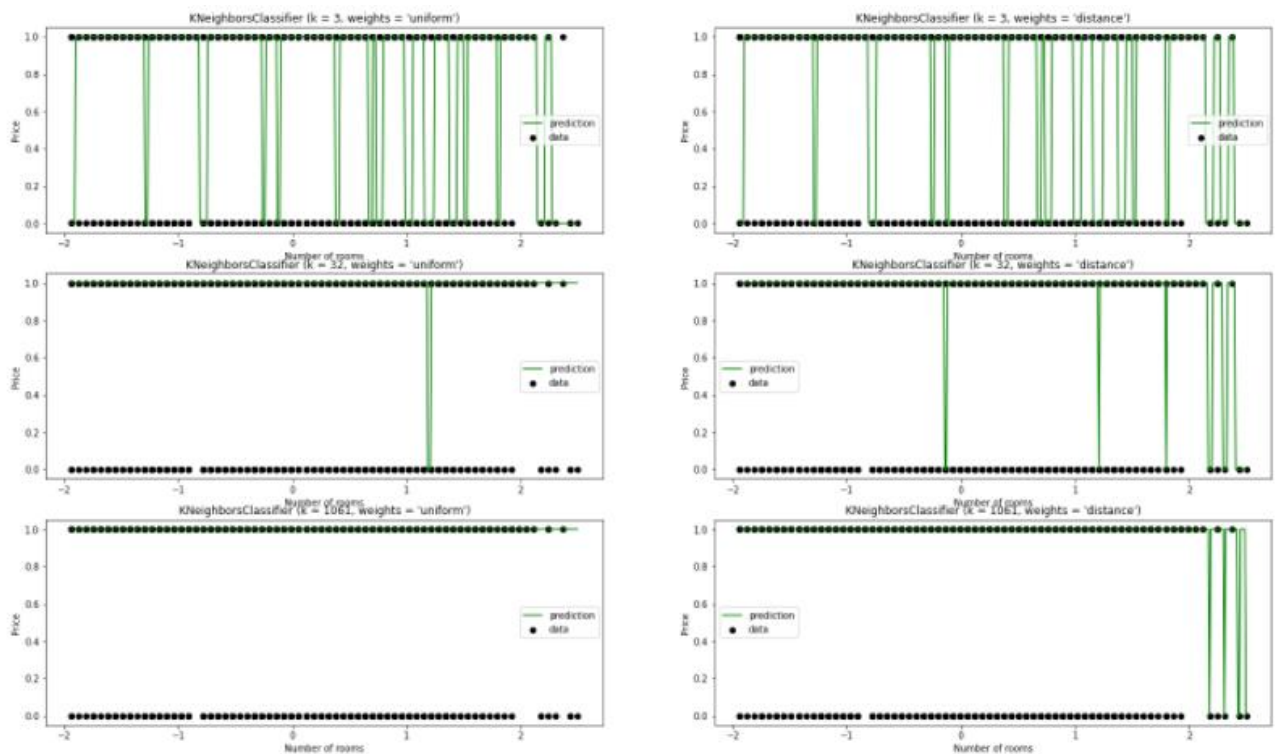 KNeighborsClassifier (k = 3, weights = 'uniform')
1.0
0.8
0.6
0.4
0.2
0.0
Price
prediction
data
−2
−1
0
1
2
Number of rooms
KNeighborsClassifier (k = 3, weights = 'distance')
1.0
0.8
0.6
0.4
0.2
0.0
Price
prediction
data
−2
−1
0
1
2
Number of rooms
KNeighborsClassifier (k = 32, weights = 'uniform')
1.0
0.8
0.6
0.4
0.2
0.0
Price
prediction
data
−2
−1
0
1
2
Number of rooms
KNeighborsClassifier (k = 32, weights = 'distance')
1.0
0.8
0.6
0.4
0.2
0.0
Price
prediction
data
−2
−1
0
1
2
Number of rooms
KNeighborsClassifier (k = 1061, weights = 'uniform')
1.0
0.8
0.6
0.4
0.2
0.0
Price
prediction
data
−2
−1
0
1
2
Number of rooms
KNeighborsClassifier (k = 1061, weights = 'distance')
1.0
0.8
0.6
0.4
0.2
0.0
Price
prediction
data
−2
−1
0
1
2
Number of rooms